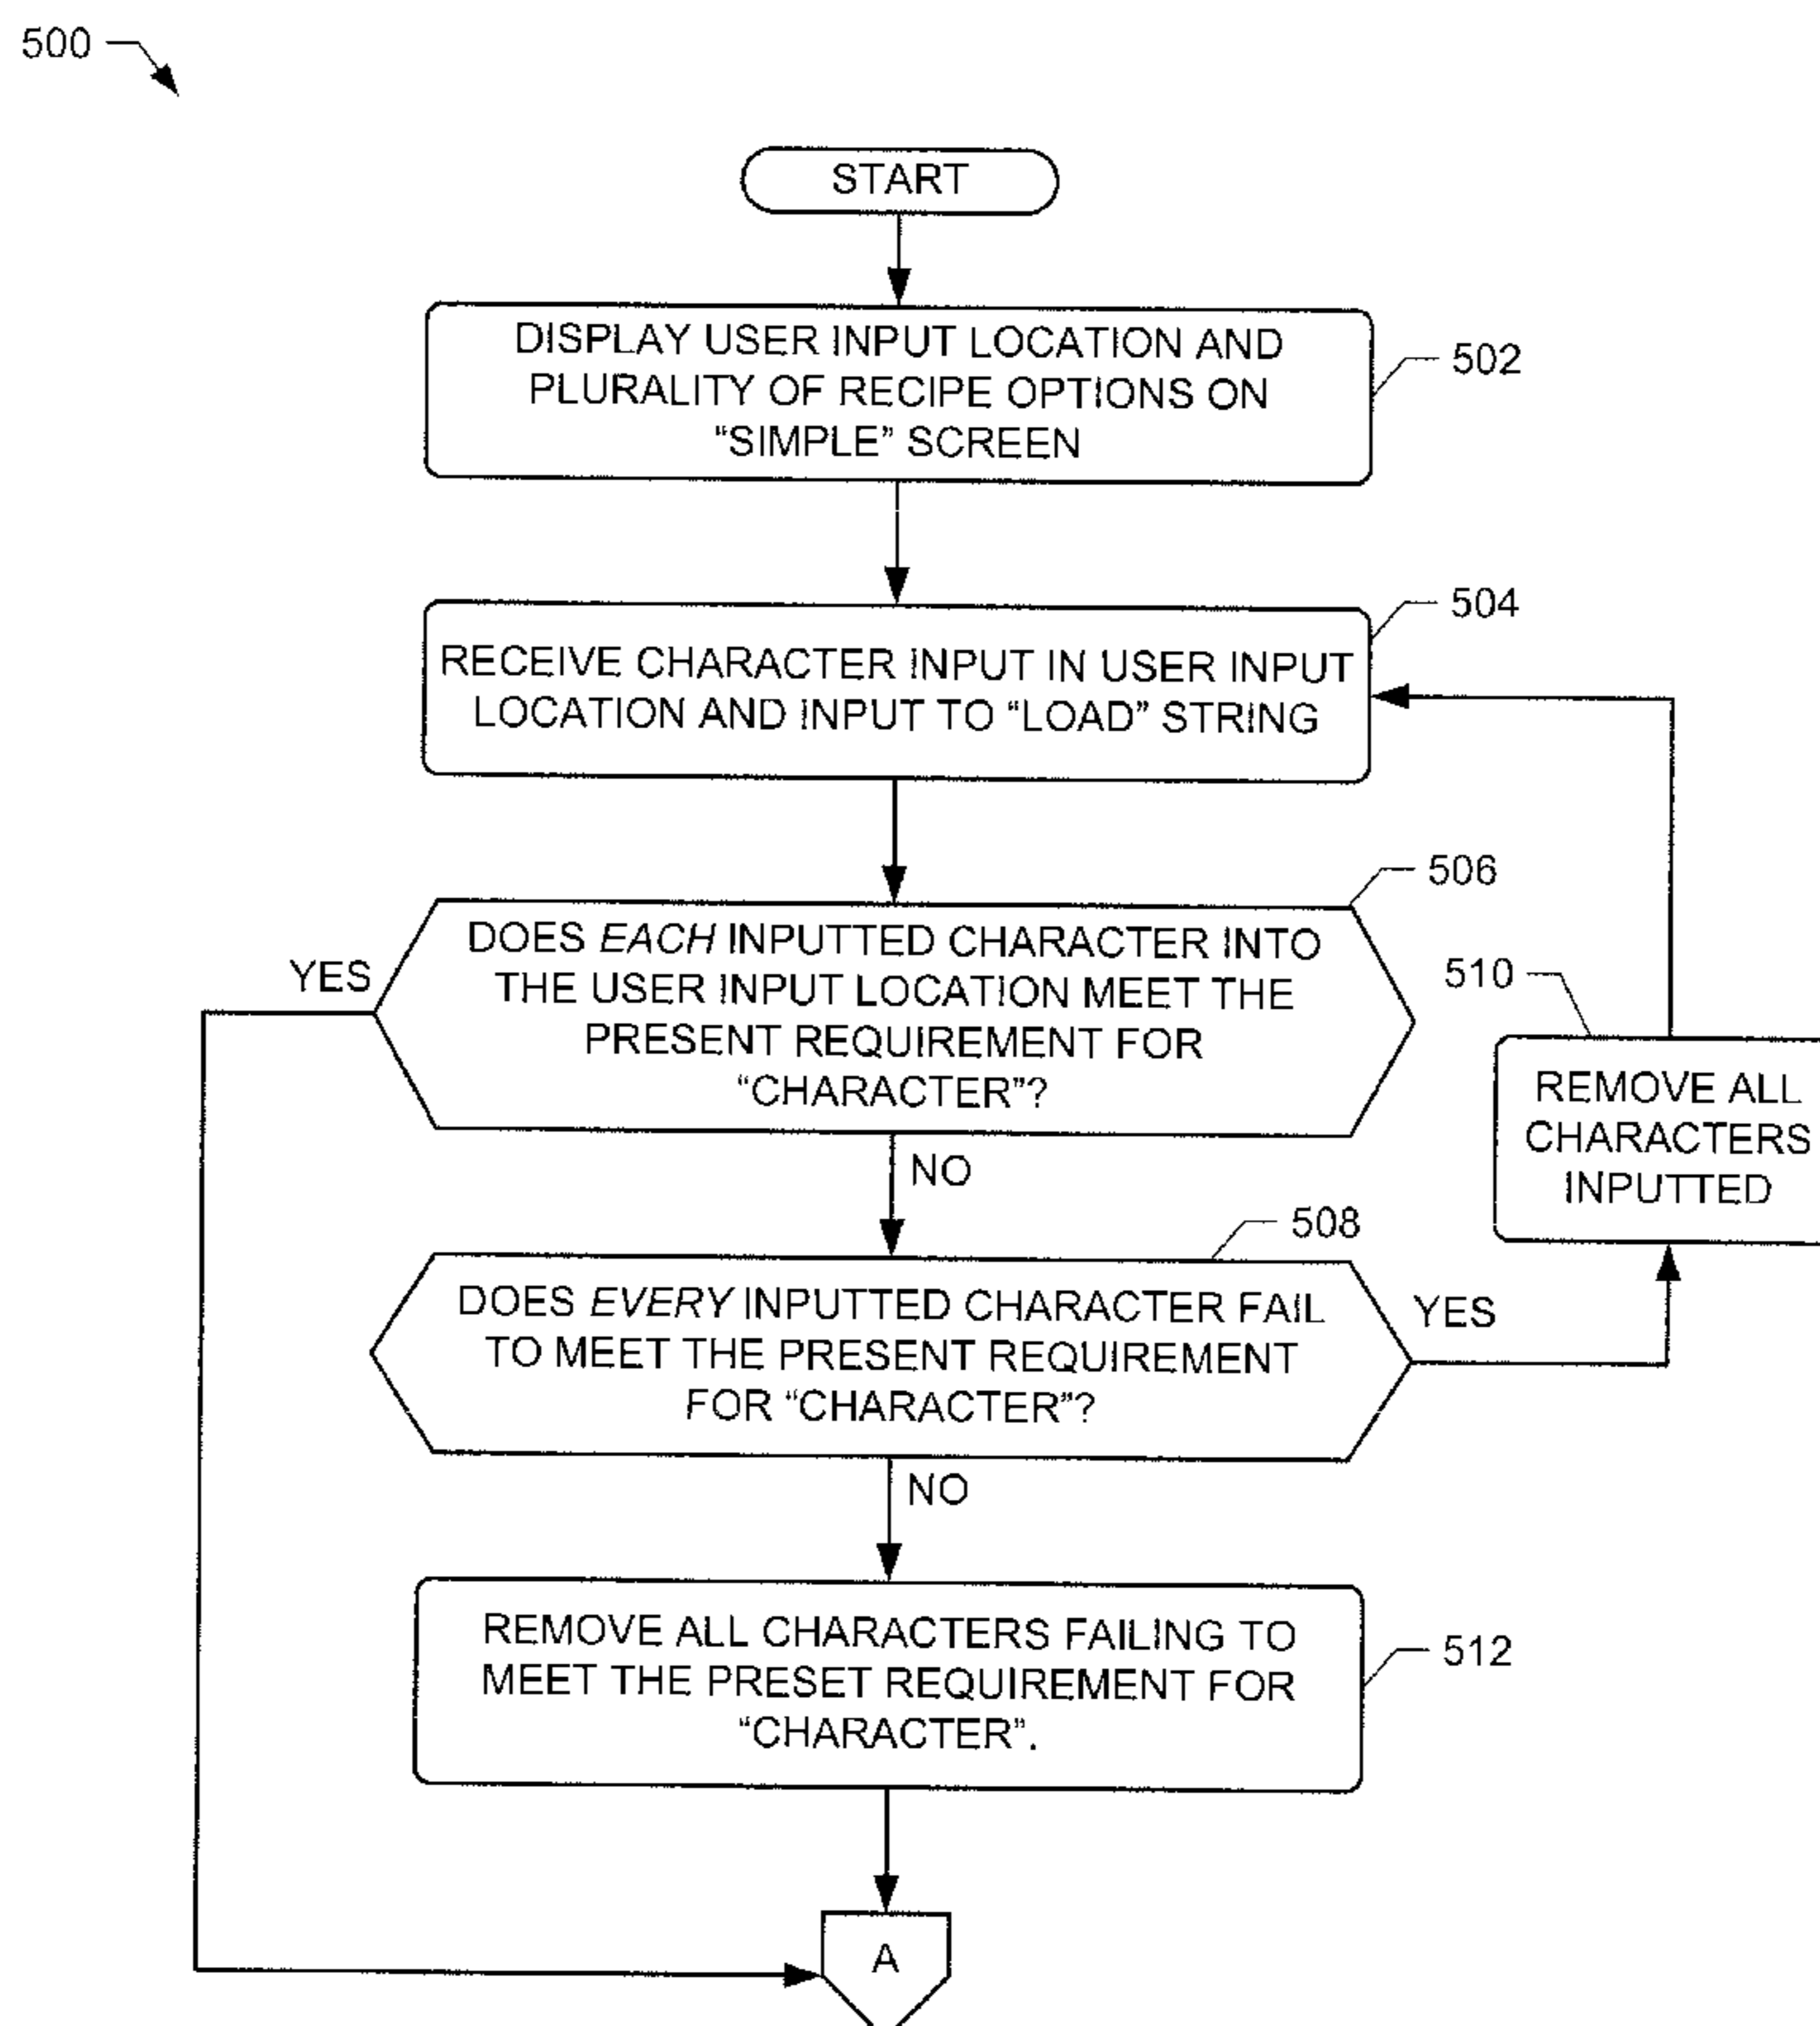 500
START
DISPLAY USER INPUT LOCATION AND
PLURALITY OF RECIPE OPTIONS ON
“SIMPLE” SCREEN
502
RECEIVE CHARACTER INPUT IN USER INPUT
LOCATION AND INPUT TO “LOAD” STRING
504
DOES EACH INPUTTED CHARACTER INTO
THE USER INPUT LOCATION MEET THE
PRESENT REQUIREMENT FOR
“CHARACTER”?
506
YES
NO
510
REMOVE ALL
CHARACTERS
INPUTTED
DOES EVERY INPUTTED CHARACTER FAIL
TO MEET THE PRESENT REQUIREMENT
FOR “CHARACTER”?
508
YES
NO
REMOVE ALL CHARACTERS FAILING TO
MEET THE PRESET REQUIREMENT FOR
“CHARACTER”.
512
A